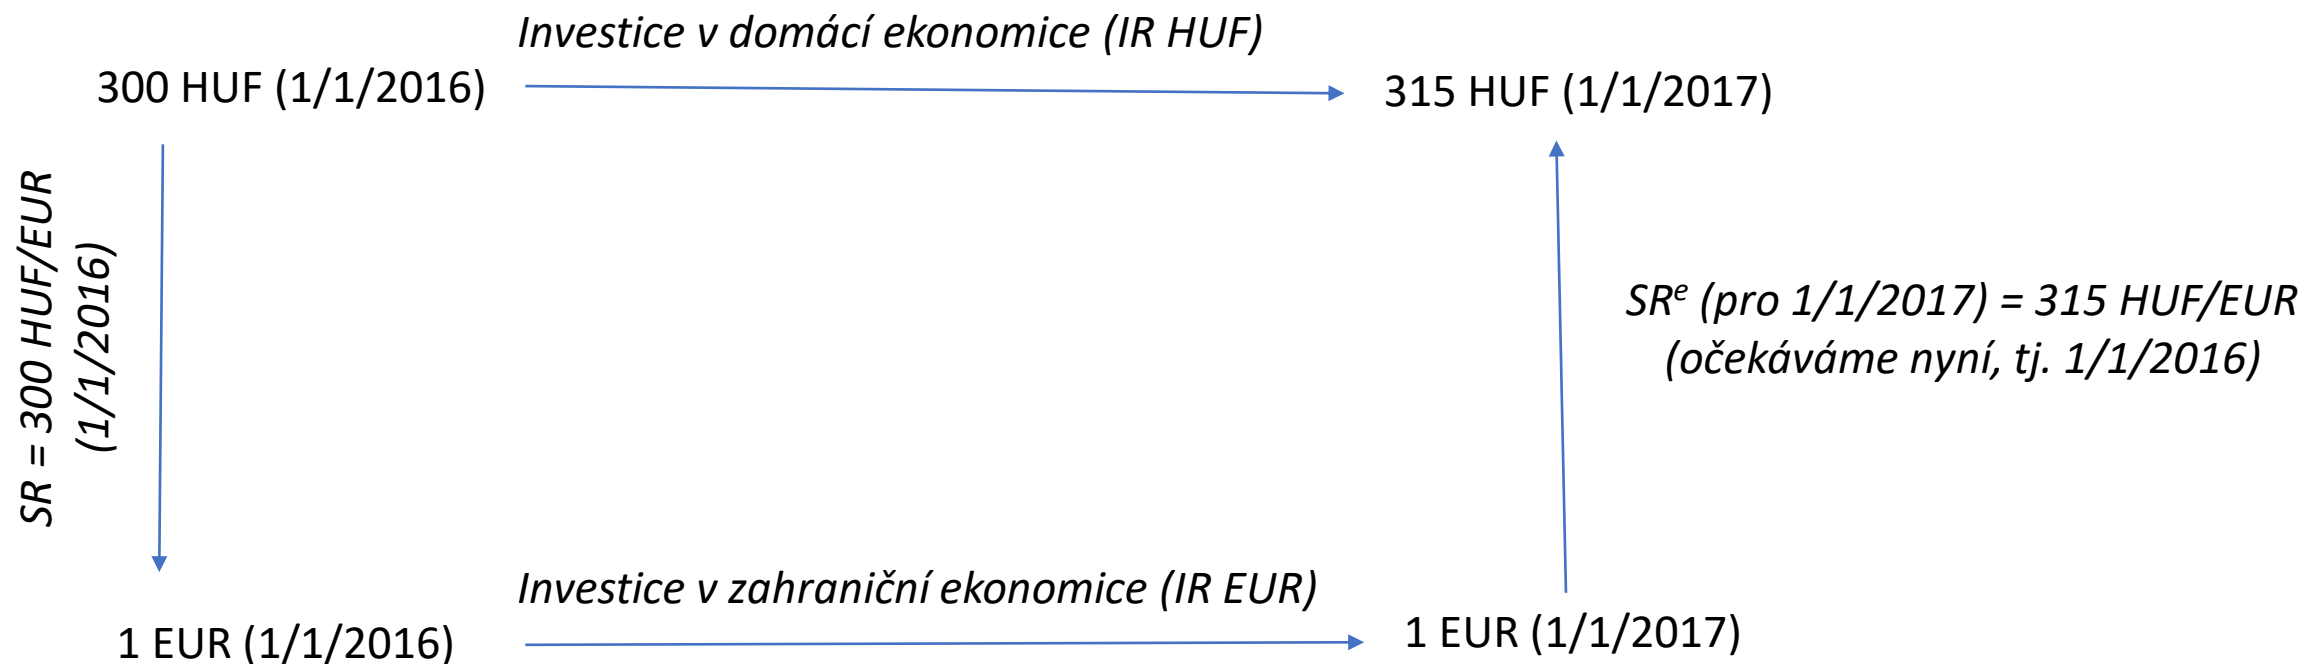 Investice v domácí ekonomice (IR HUF)
300 HUF (1/1/2016)
315 HUF (1/1/2017)
SR = 300 HUF/EUR
(1/1/2016)
SRᵉ (pro 1/1/2017) = 315 HUF/EUR
(očekáváme nyní, tj. 1/1/2016)
Investice v zahraniční ekonomice (IR EUR)
1 EUR (1/1/2016)
1 EUR (1/1/2017)